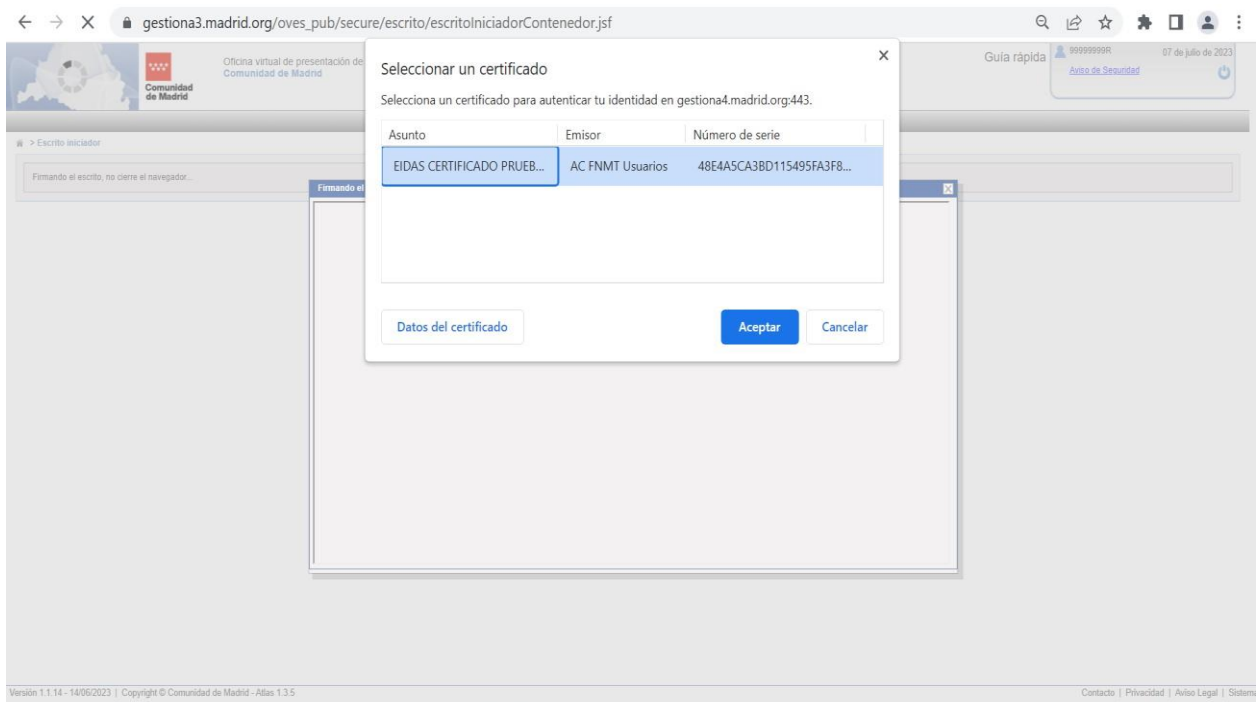 gestiona3.madrid.org/oves_pub/secure/escrito/escritoIniciadorContenedor.jsf
Comunidad
de Madrid
Oficina virtual de presentación de
Comunidad de Madrid
Guía rápida
99999999R
07 de julio de 2023
Aviso de Seguridad
> Escrito iniciador
Firmando el escrito, no cierre el navegador...
Firmando el
Seleccionar un certificado
Selecciona un certificado para autenticar tu identidad en gestiona4.madrid.org:443.
Asunto Emisor Número de serie
EIDAS CERTIFICADO PRUEB... AC FNMT Usuarios 48E4A5CA3BD115495FA3F8...
Datos del certificado Aceptar Cancelar
Versión 1.1.14 - 14/06/2023 | Copyright © Comunidad de Madrid - Atlas 1.3.5
Contacto | Privacidad | Aviso Legal | Sistema